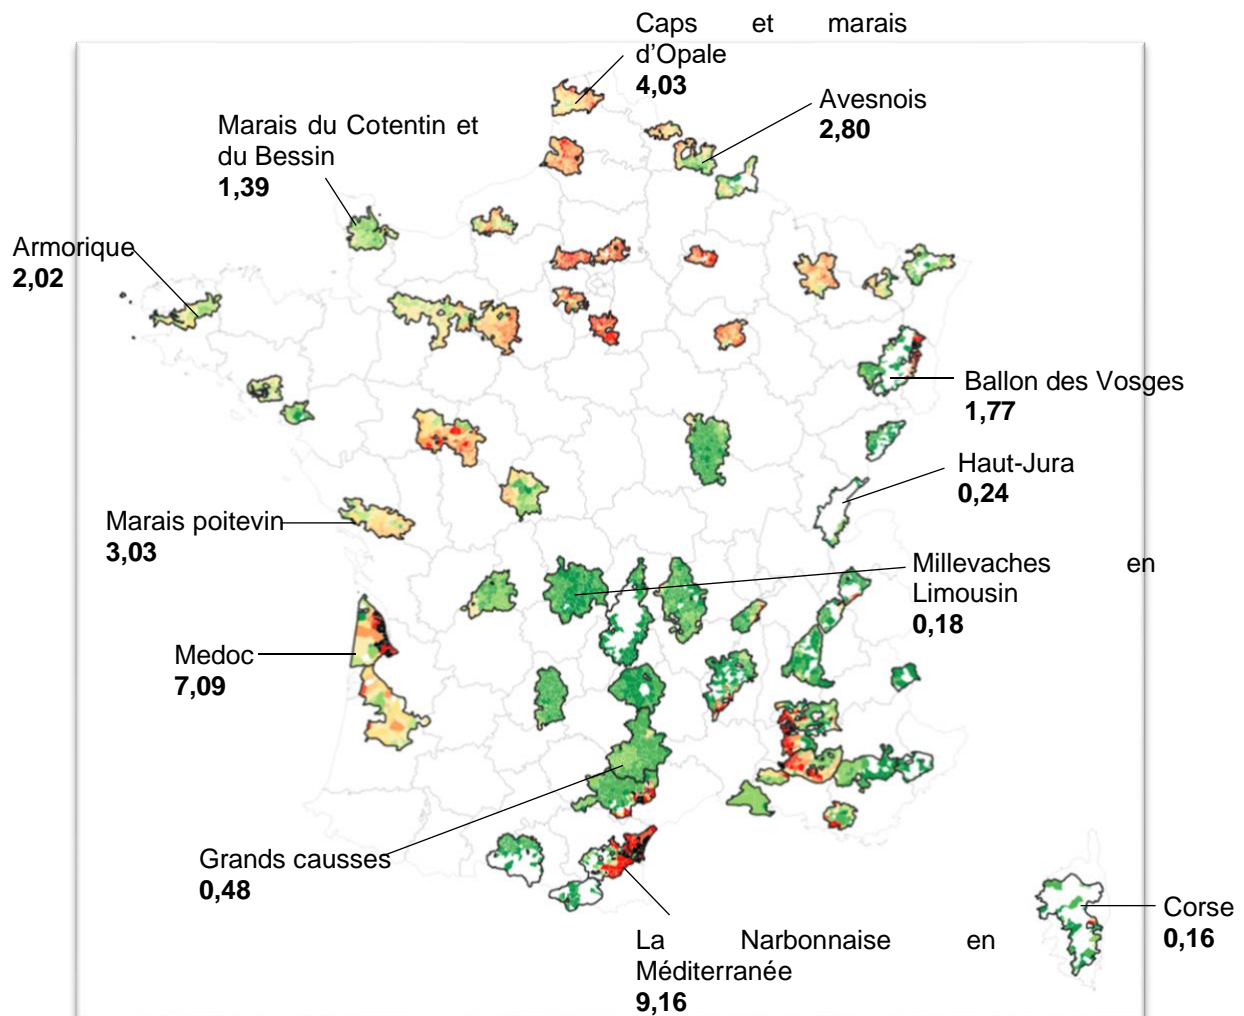 Caps et marais
d’Opale
4,03
Avesnois
2,80
Marais du Cotentin et
du Bessin
1,39
Armorique
2,02
Ballon des Vosges
1,77
Haut-Jura
0,24
Marais poitevin
3,03
Millevaches en
Limousin
0,18
Medoc
7,09
Grands causses
0,48
Corse
0,16
La Narbonnaise en
Méditerranée
9,16